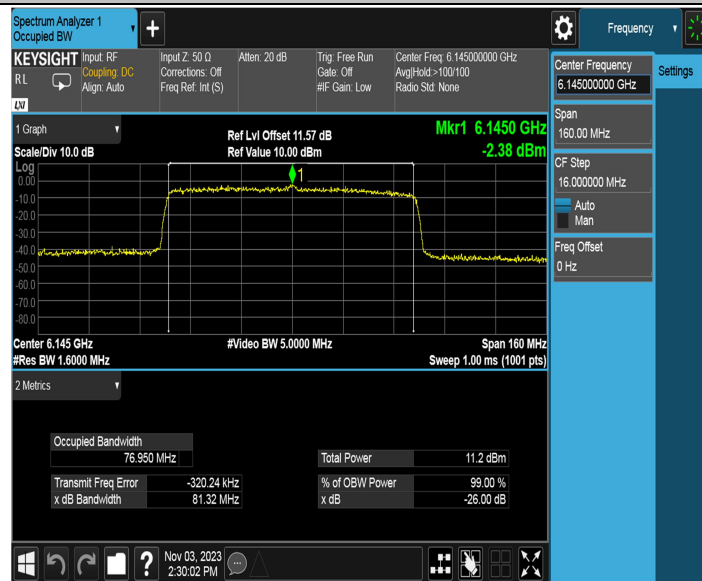 Spectrum Analyzer 1
Occupied BW
+
Frequency
KEYSIGHT
RL
LXI
Input: RF
Coupling: DC
Align: Auto
Input Z: 50 Ω
Corrections: Off
Freq Ref: Int (S)
Atten: 20 dB
Trig: Free Run
Gate: Off
#IF Gain: Low
Center Freq: 6.145000000 GHz
Avg|Hold:>100/100
Radio Std: None
Center Frequency
6.145000000 GHz
Settings
Span
160.00 MHz
CF Step
16.000000 MHz
Auto
Man
Freq Offset
0 Hz
1 Graph
Scale/Div 10.0 dB
Ref Lvl Offset 11.57 dB
Ref Value 10.00 dBm
Mkr1 6.1450 GHz
-2.38 dBm
Log
0.00
-10.0
-20.0
-30.0
-40.0
-50.0
-60.0
-70.0
-80.0
1
Center 6.145 GHz
#Res BW 1.6000 MHz
#Video BW 5.0000 MHz
Span 160 MHz
Sweep 1.00 ms (1001 pts)
2 Metrics
Occupied Bandwidth
76.950 MHz
Total Power 11.2 dBm
Transmit Freq Error -320.24 kHz
% of OBW Power 99.00 %
x dB Bandwidth 81.32 MHz
x dB -26.00 dB
?
Nov 03, 2023
2:30:02 PM